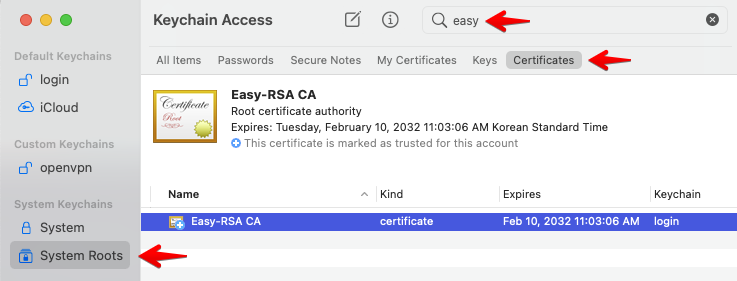 Keychain Access
easy
Default Keychains
login
iCloud
Custom Keychains
openvpn
System Keychains
System
System Roots
All Items Passwords Secure Notes My Certificates Keys Certificates
Certificate
Root
Easy-RSA CA
Root certificate authority
Expires: Tuesday, February 10, 2032 11:03:06 AM Korean Standard Time
This certificate is marked as trusted for this account
Name Kind Expires Keychain
Easy-RSA CA certificate Feb 10, 2032 11:03:06 AM login